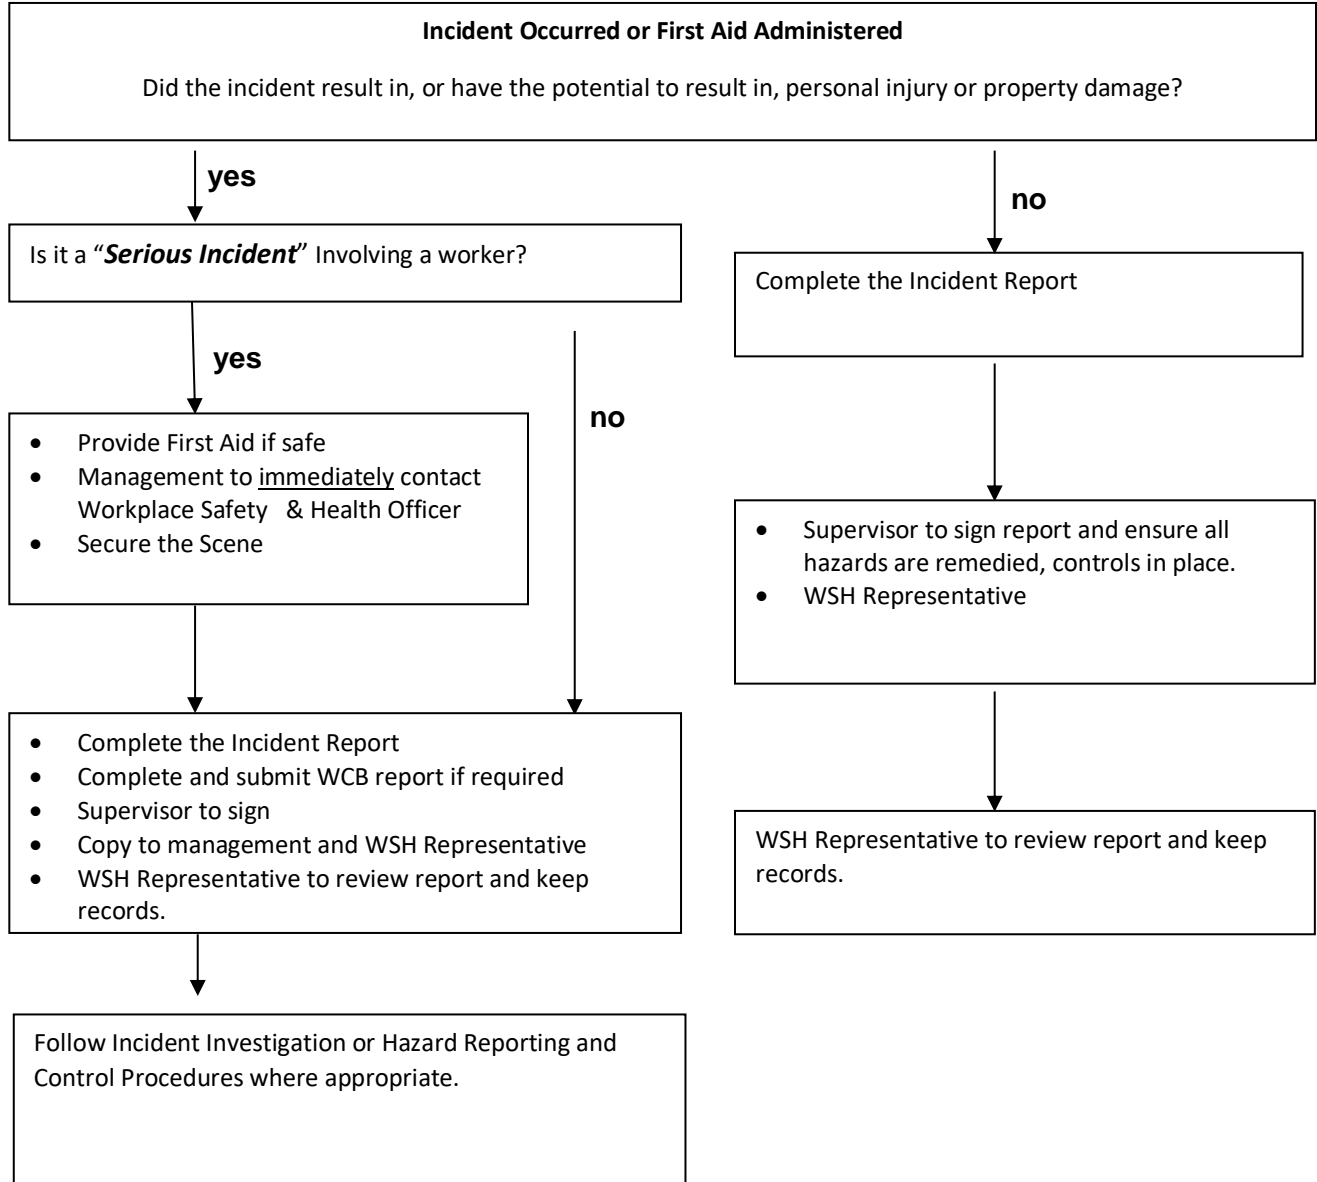 Incident Occurred or First Aid Administered
Did the incident result in, or have the potential to result in, personal injury or property damage?
yes
no
Is it a “Serious Incident” Involving a worker?
Complete the Incident Report
yes
no
• Provide First Aid if safe
• Management to immediately contact
Workplace Safety & Health Officer
• Secure the Scene
• Supervisor to sign report and ensure all
hazards are remedied, controls in place.
• WSH Representative
• Complete the Incident Report
• Complete and submit WCB report if required
• Supervisor to sign
• Copy to management and WSH Representative
• WSH Representative to review report and keep
records.
WSH Representative to review report and keep
records.
Follow Incident Investigation or Hazard Reporting and
Control Procedures where appropriate.